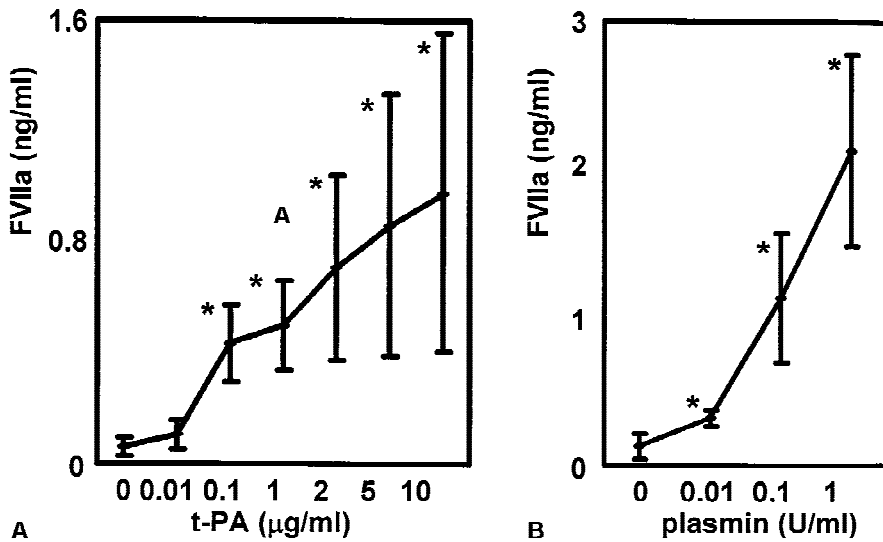 1.6
0.8
0
FVIIa (ng/ml)
*
*
*
*
*
A
0 0.01 0.1 1 2 5 10
t-PA (μg/ml)
A
3
2
1
0
FVIIa (ng/ml)
*
*
*
0 0.01 0.1 1
plasmin (U/ml)
B